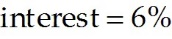 interest = 6%